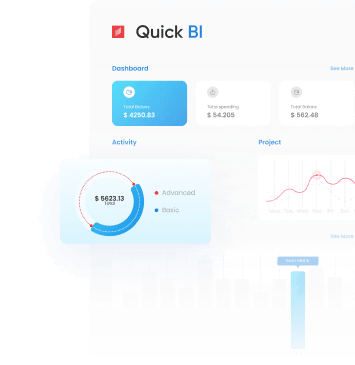 Quick BI
Dashboard
See More
Total Balance
$ 4250.83
Total spending
$ 54.205
Total Balance
$ 562.48
Activity
Project
$ 5623.13
Total
Advanced
Basic
See More